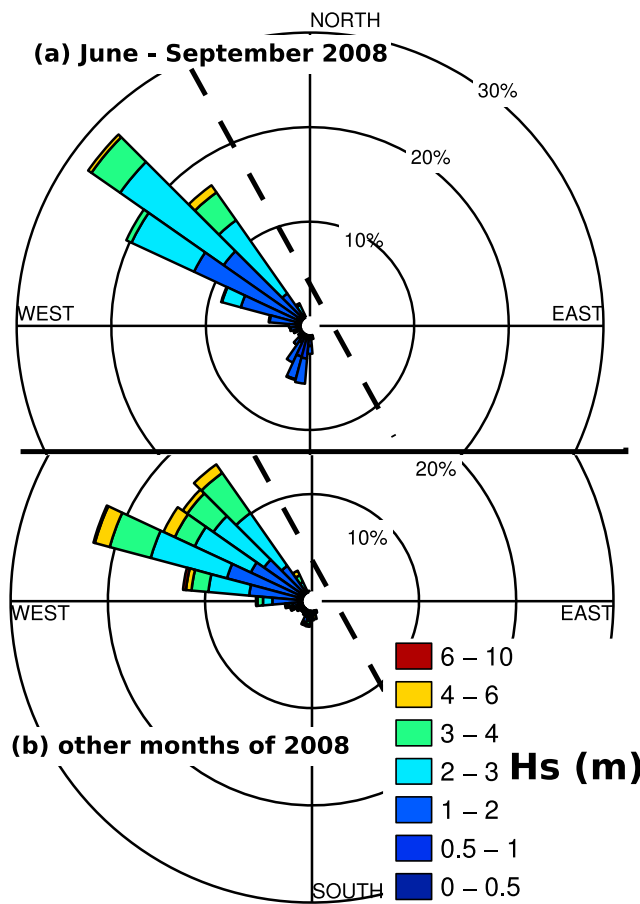 NORTH
(a) June - September 2008
30%
20%
10%
WEST
EAST
20%
10%
WEST
EAST
6 – 10
4 – 6
(b) other months of 2008
3 – 4
2 – 3
Hs (m)
1 – 2
0.5 – 1
0 – 0.5
SOUTH